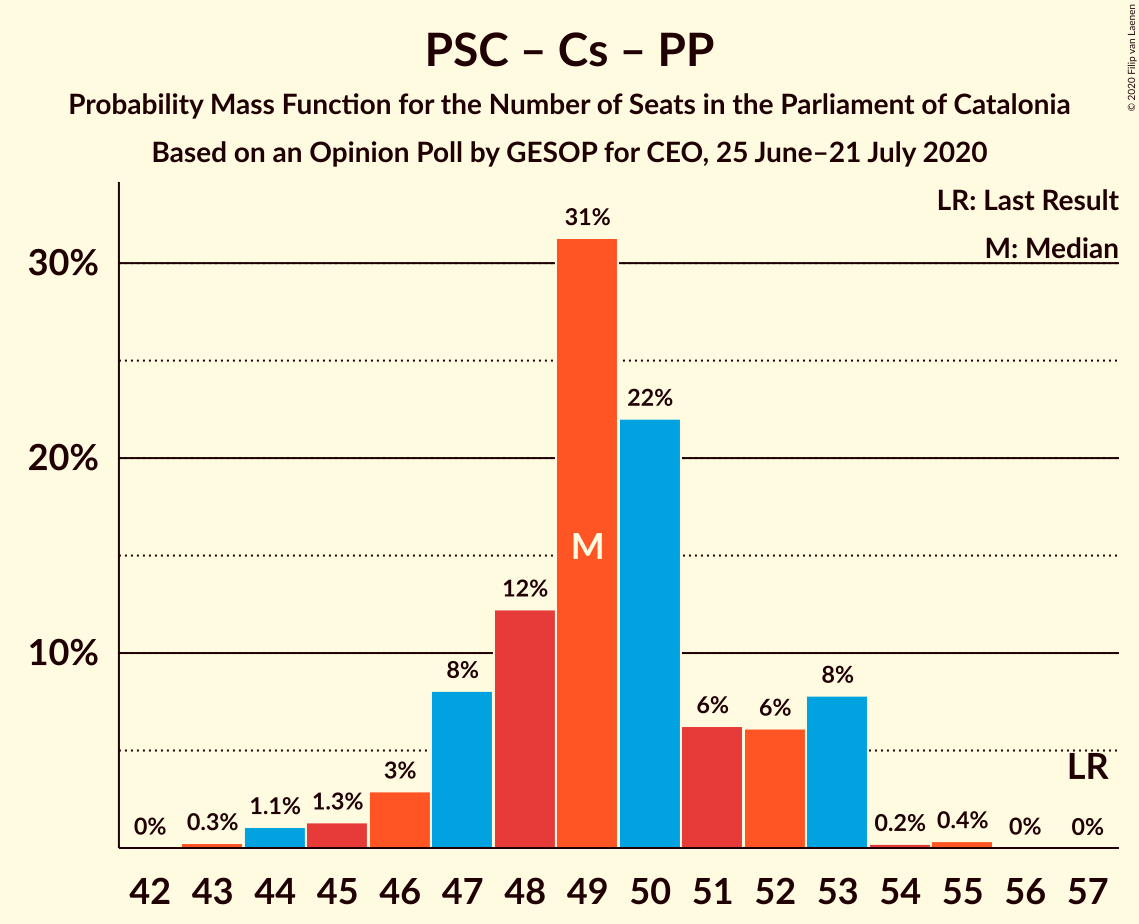 PSC – Cs – PP
Probability Mass Function for the Number of Seats in the Parliament of Catalonia
Based on an Opinion Poll by GESOP for CEO, 25 June–21 July 2020
© 2020 Filip van Laenen
LR: Last Result
M: Median
30%
20%
10%
0%
0.3%
1.1%
1.3%
3%
8%
12%
31%
22%
6%
6%
8%
0.2%
0.4%
0%
0%
M
LR
42 43 44 45 46 47 48 49 50 51 52 53 54 55 56 57